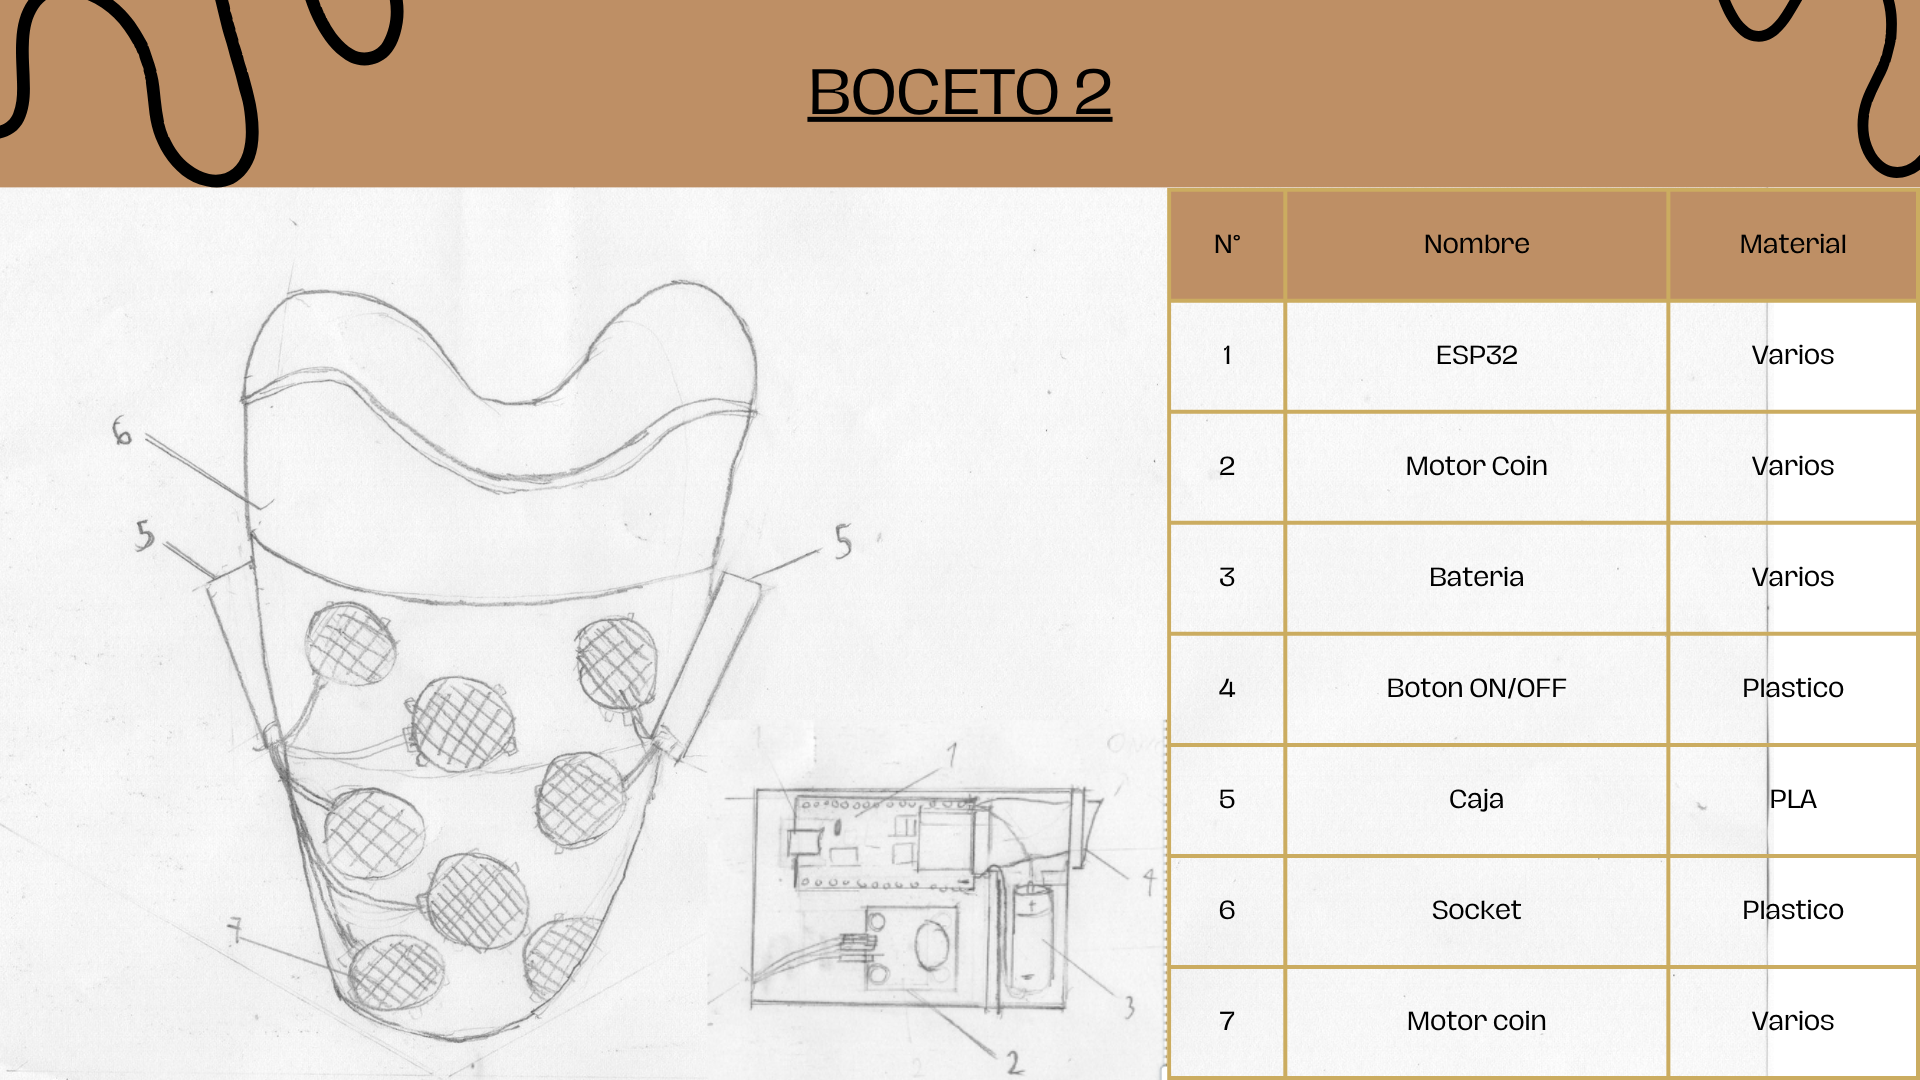 BOCETO 2
6
5
5
7
1
4
3
2
N° Nombre Material
1 ESP32 Varios
2 Motor Coin Varios
3 Bateria Varios
4 Boton ON/OFF Plastico
5 Caja PLA
6 Socket Plastico
7 Motor coin Varios